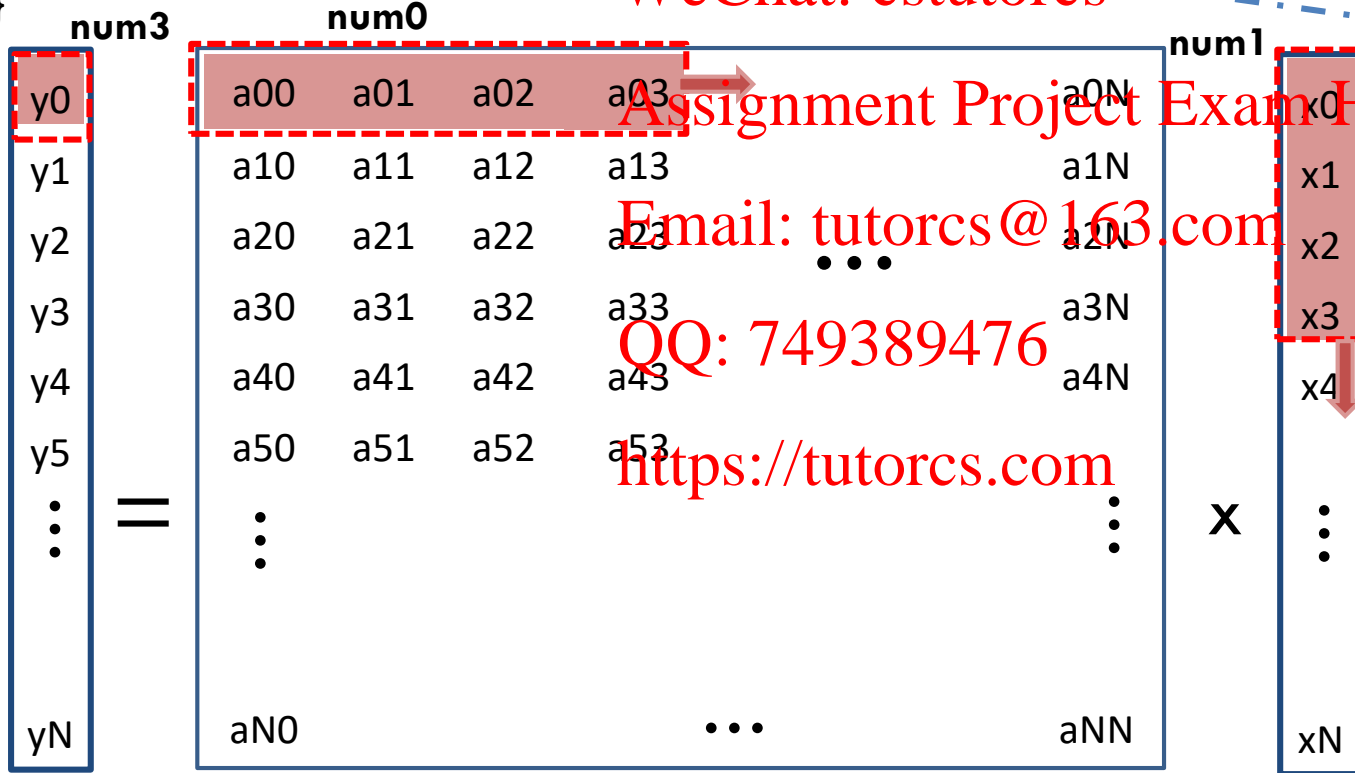 WeChat: cstutorcs
num3 num0 num1
y0 a00 a01 a02 a03 a0N x0
Assignment Project Exam H
y1 a10 a11 a12 a13 a1N x1
y2 a20 a21 a22 a23 a2N x2
Email: tutorcs@163.com
...
y3 a30 a31 a32 a33 a3N x3
QQ: 749389476
y4 a40 a41 a42 a43 a4N x4
y5 a50 a51 a52 a53
https://tutorcs.com
= x
yN aN0 ... aNN xN